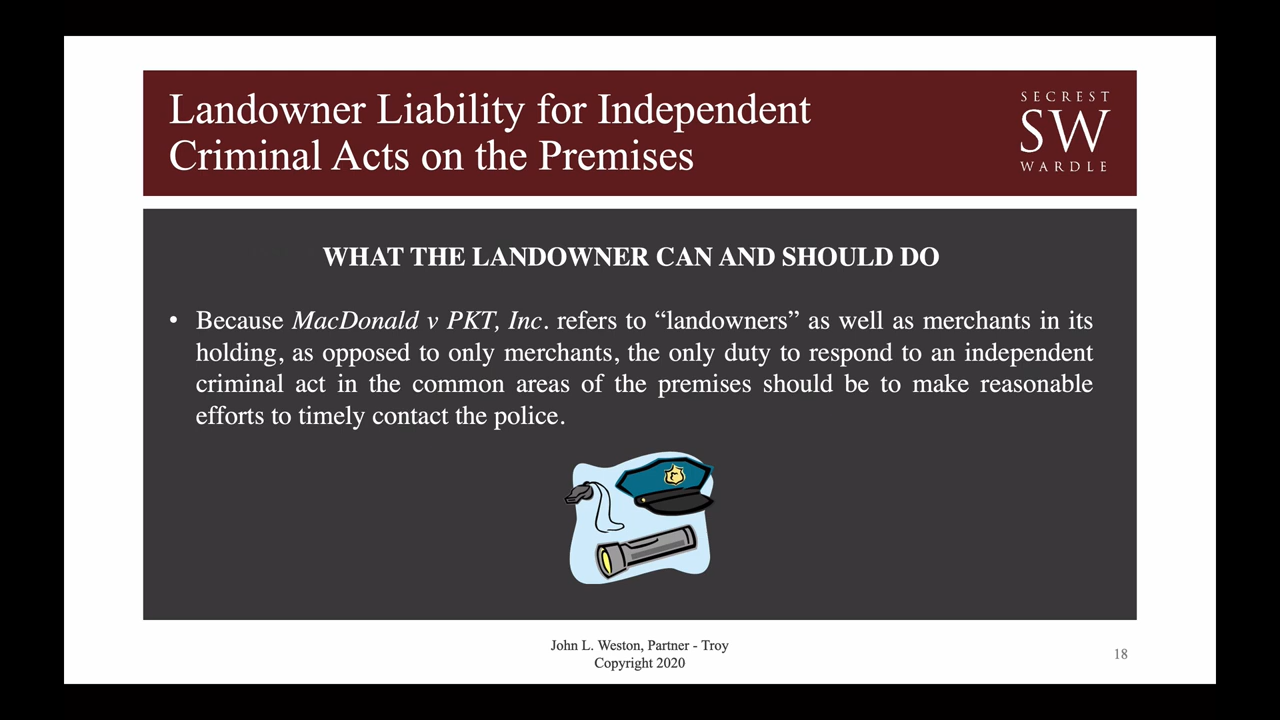 Landowner Liability for Independent
Criminal Acts on the Premises
SECREST
SW
WARDLE
WHAT THE LANDOWNER CAN AND SHOULD DO
• Because MacDonald v PKT, Inc. refers to “landowners” as well as merchants in its
holding, as opposed to only merchants, the only duty to respond to an independent
criminal act in the common areas of the premises should be to make reasonable
efforts to timely contact the police.
John L. Weston, Partner - Troy
Copyright 2020
18